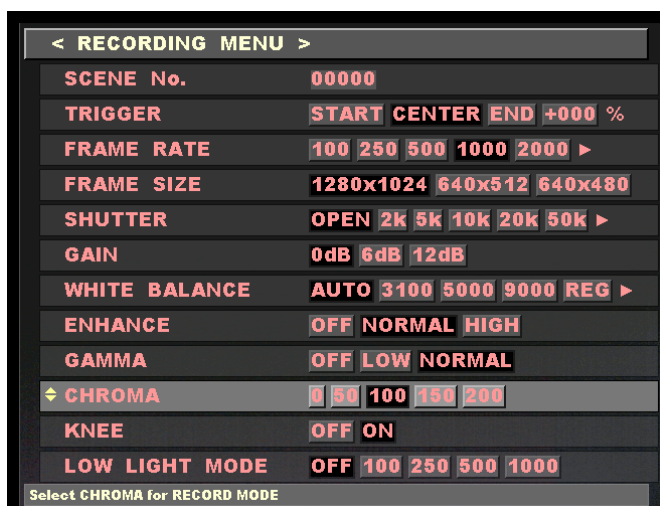 < RECORDING MENU >
SCENE No. 00000
TRIGGER START CENTER END +000 %
FRAME RATE 100 250 500 1000 2000 ►
FRAME SIZE 1280x1024 640x512 640x480
SHUTTER OPEN 2k 5k 10k 20k 50k ►
GAIN 0dB 6dB 12dB
WHITE BALANCE AUTO 3100 5000 9000 REG ►
ENHANCE OFF NORMAL HIGH
GAMMA OFF LOW NORMAL
CHROMA 0 50 100 150 200
KNEE OFF ON
LOW LIGHT MODE OFF 100 250 500 1000
Select CHROMA for RECORD MODE